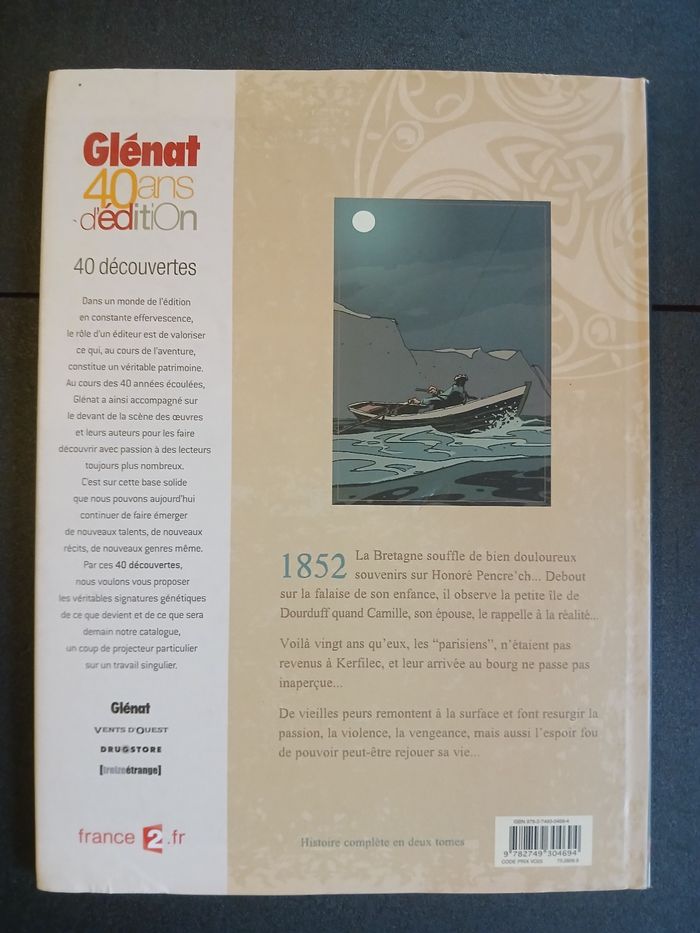 Glénat
40ans
d'éditiOn
40 découvertes
Dans un monde de l'édition
en constante effervescence,
le rôle d'un éditeur est de valoriser
ce qui, au cours de l'aventure,
constitue un véritable patrimoine.
Au cours des 40 années écoulées,
Glénat a ainsi accompagné sur
le devant de la scène des œuvres
et leurs auteurs pour les faire
découvrir avec passion à des lecteurs
toujours plus nombreux.
C'est sur cette base solide
que nous pouvons aujourd'hui
continuer de faire émerger
de nouveaux talents, de nouveaux
récits, de nouveaux genres même.
Par ces 40 découvertes,
nous voulons vous proposer
les véritables signatures génétiques
de ce que devient et de ce que sera
demain notre catalogue,
un coup de projecteur particulier
sur un travail singulier.
Glénat
VENTS D'OUEST
DRUGSTORE
[treizeétrange]
france 2.fr
1852 La Bretagne souffle de bien douloureux
souvenirs sur Honoré Pencre'ch... Debout
sur la falaise de son enfance, il observe la petite île de
Dourduff quand Camille, son épouse, le rappelle à la réalité...
Voilà vingt ans qu'eux, les "parisiens", n'étaient pas
revenus à Kerfilec, et leur arrivée au bourg ne passe pas
inaperçue...
De vieilles peurs remontent à la surface et font resurgir la
passion, la violence, la vengeance, mais aussi l'espoir fou
de pouvoir peut-être rejouer sa vie...
Histoire complète en deux tomes
ISBN 978-2-7493-0469-4
9 782749 304694
CODE PRIX VO25